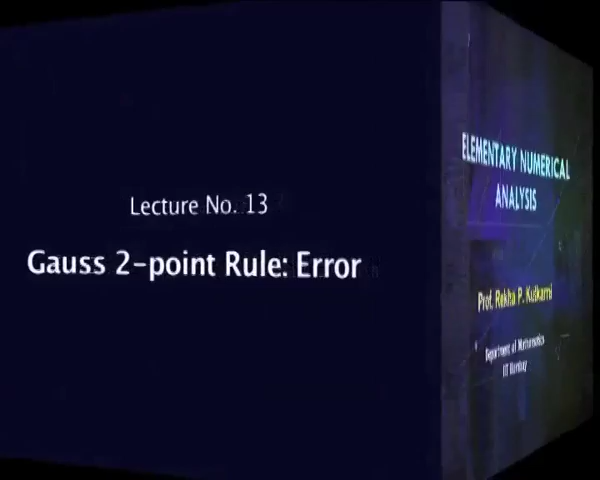 Lecture No. 13
Gauss 2-point Rule: Error
ELEMENTARY NUMERICAL
ANALYSIS
Prof. Rekha P. Kulkarni
Department of Mathematics
IIT Bombay